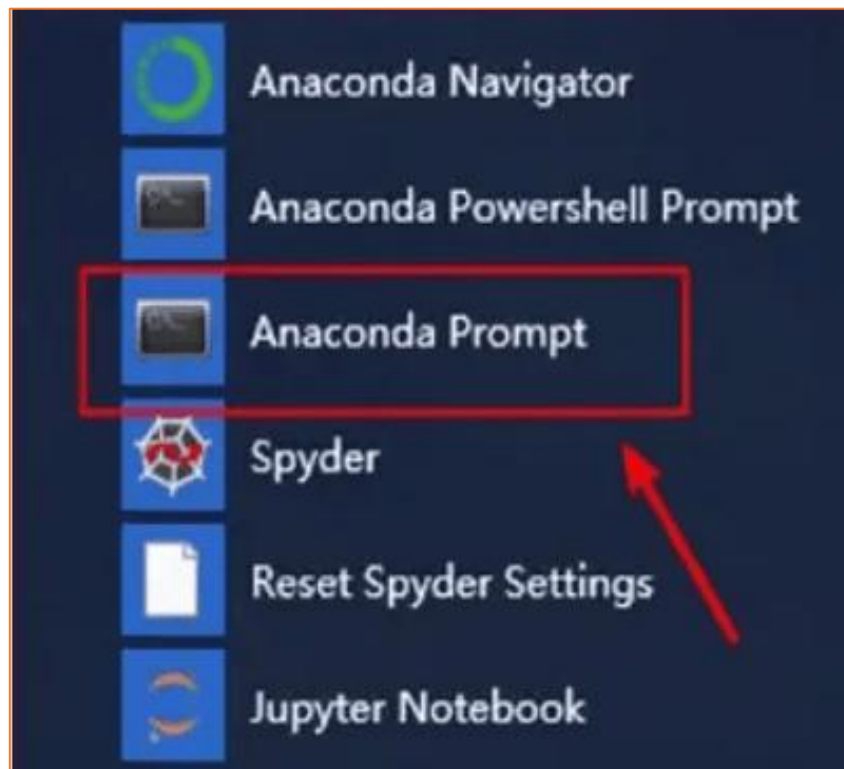 Anaconda Navigator
Anaconda Powershell Prompt
Anaconda Prompt
Spyder
Reset Spyder Settings
Jupyter Notebook